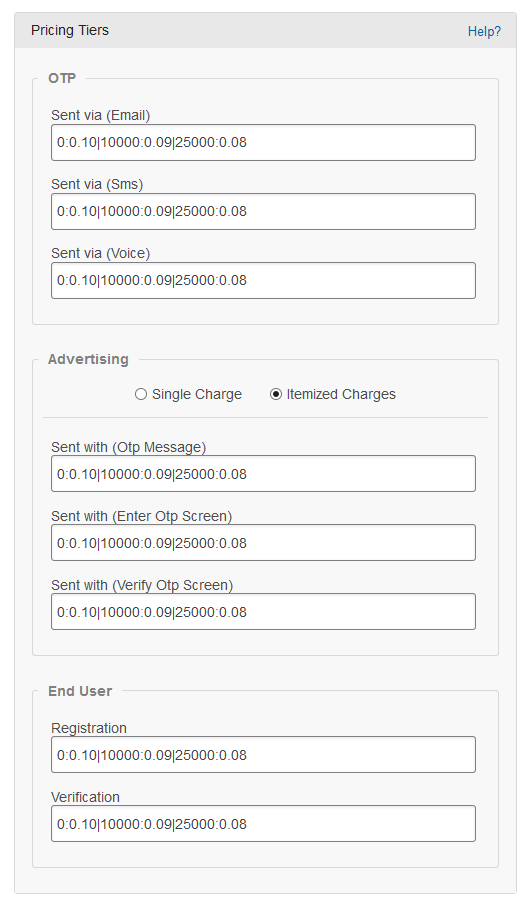 Pricing Tiers Help?
OTP
Sent via (Email)
0:0.10|10000:0.09|25000:0.08
Sent via (Sms)
0:0.10|10000:0.09|25000:0.08
Sent via (Voice)
0:0.10|10000:0.09|25000:0.08
Advertising
Single Charge Itemized Charges
Sent with (Otp Message)
0:0.10|10000:0.09|25000:0.08
Sent with (Enter Otp Screen)
0:0.10|10000:0.09|25000:0.08
Sent with (Verify Otp Screen)
0:0.10|10000:0.09|25000:0.08
End User
Registration
0:0.10|10000:0.09|25000:0.08
Verification
0:0.10|10000:0.09|25000:0.08